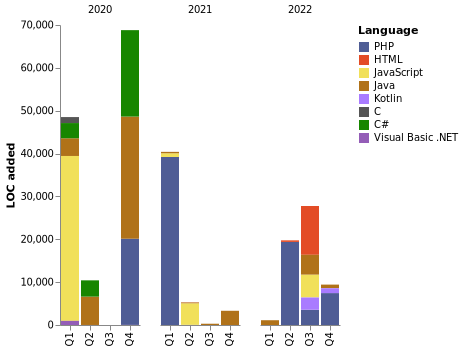 2020 2021 2022
Language
PHP
HTML
JavaScript
Java
Kotlin
C
C#
Visual Basic .NET
LOC added
70,000
60,000
50,000
40,000
30,000
20,000
10,000
0
Q1 Q2 Q3 Q4 Q1 Q2 Q3 Q4 Q1 Q2 Q3 Q4